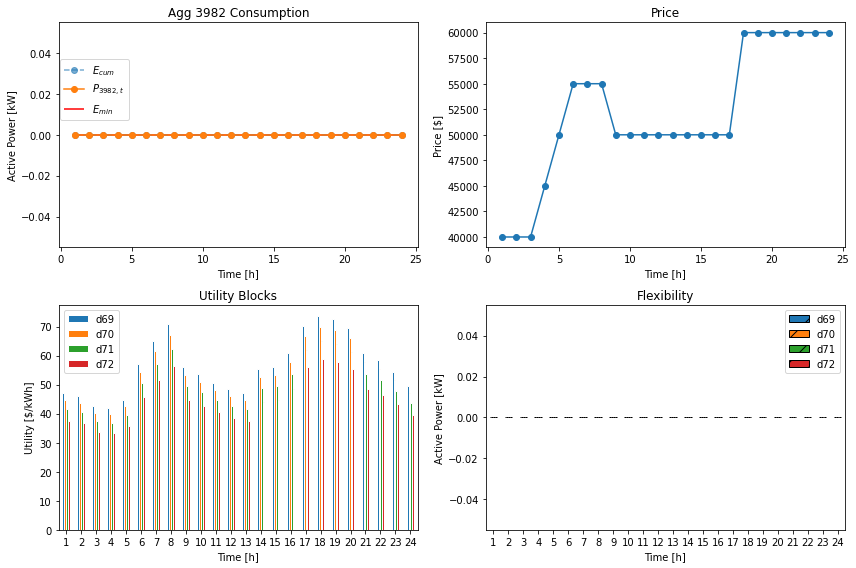 Agg 3982 Consumption
0.04
0.02
0.00
−0.02
−0.04
Active Power [kW]
E_cum
P_3982, t
E_min
0 5 10 15 20 25
Time [h]
Price
60000
57500
55000
52500
50000
47500
45000
42500
40000
Price [$]
0 5 10 15 20 25
Time [h]
Utility Blocks
70
60
50
40
30
20
10
0
Utility [$/kWh]
d69
d70
d71
d72
1 2 3 4 5 6 7 8 9 10 11 12 13 14 15 16 17 18 19 20 21 22 23 24
Time [h]
Flexibility
0.04
0.02
0.00
−0.02
−0.04
Active Power [kW]
d69
d70
d71
d72
1 2 3 4 5 6 7 8 9 10 11 12 13 14 15 16 17 18 19 20 21 22 23 24
Time [h]